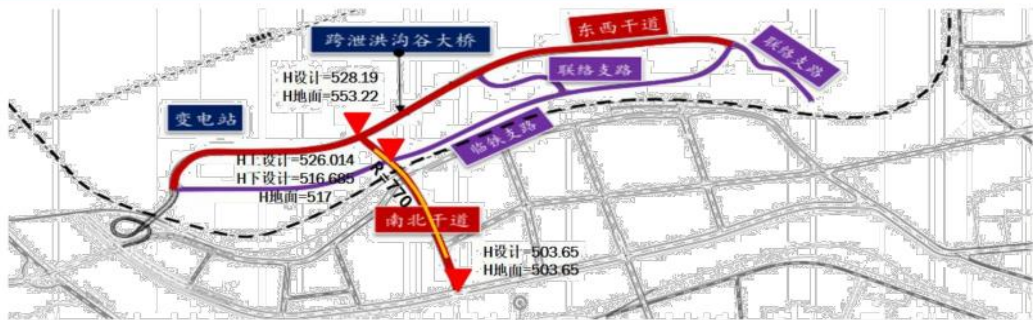 东西干道
跨泄洪沟谷大桥
联络支路
联络支路
H设计=528.19
H地面=553.22
变电站
临铁支路
H上设计=526.014
H下设计=516.685
H地面=517
R=770
南北干道
H设计=503.65
H地面=503.65